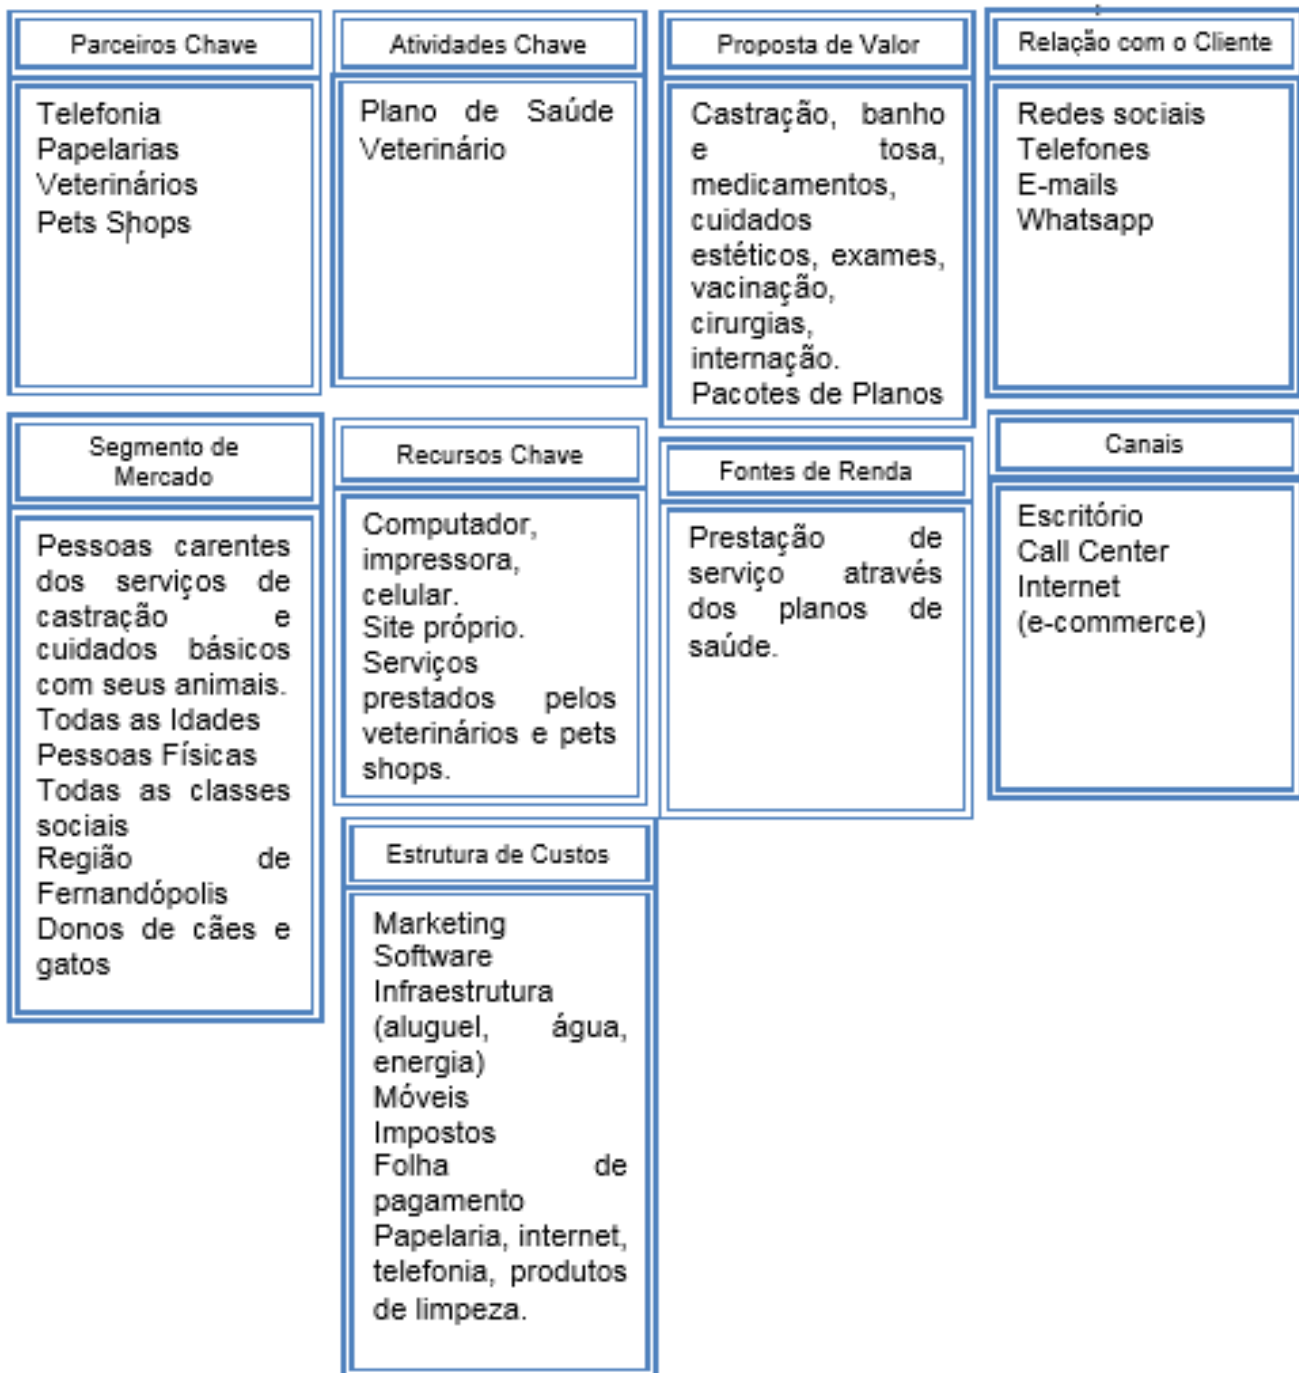 Parceiros Chave
Telefonia
Papelarias
Veterinários
Pets Shops
Atividades Chave
Plano de Saúde
Veterinário
Proposta de Valor
Castração, banho
e tosa,
medicamentos,
cuidados
estéticos, exames,
vacinação,
cirurgias,
internação.
Pacotes de Planos
Relação com o Cliente
Redes sociais
Telefones
E-mails
Whatsapp
Segmento de
Mercado
Pessoas carentes
dos serviços de
castração e
cuidados básicos
com seus animais.
Todas as Idades
Pessoas Físicas
Todas as classes
sociais
Região de
Fernandópolis
Donos de cães e
gatos
Recursos Chave
Computador,
impressora,
celular.
Site próprio.
Serviços
prestados pelos
veterinários e pets
shops.
Fontes de Renda
Prestação de
serviço através
dos planos de
saúde.
Canais
Escritório
Call Center
Internet
(e-commerce)
Estrutura de Custos
Marketing
Software
Infraestrutura
(aluguel, água,
energia)
Móveis
Impostos
Folha de
pagamento
Papelaria, internet,
telefonia, produtos
de limpeza.